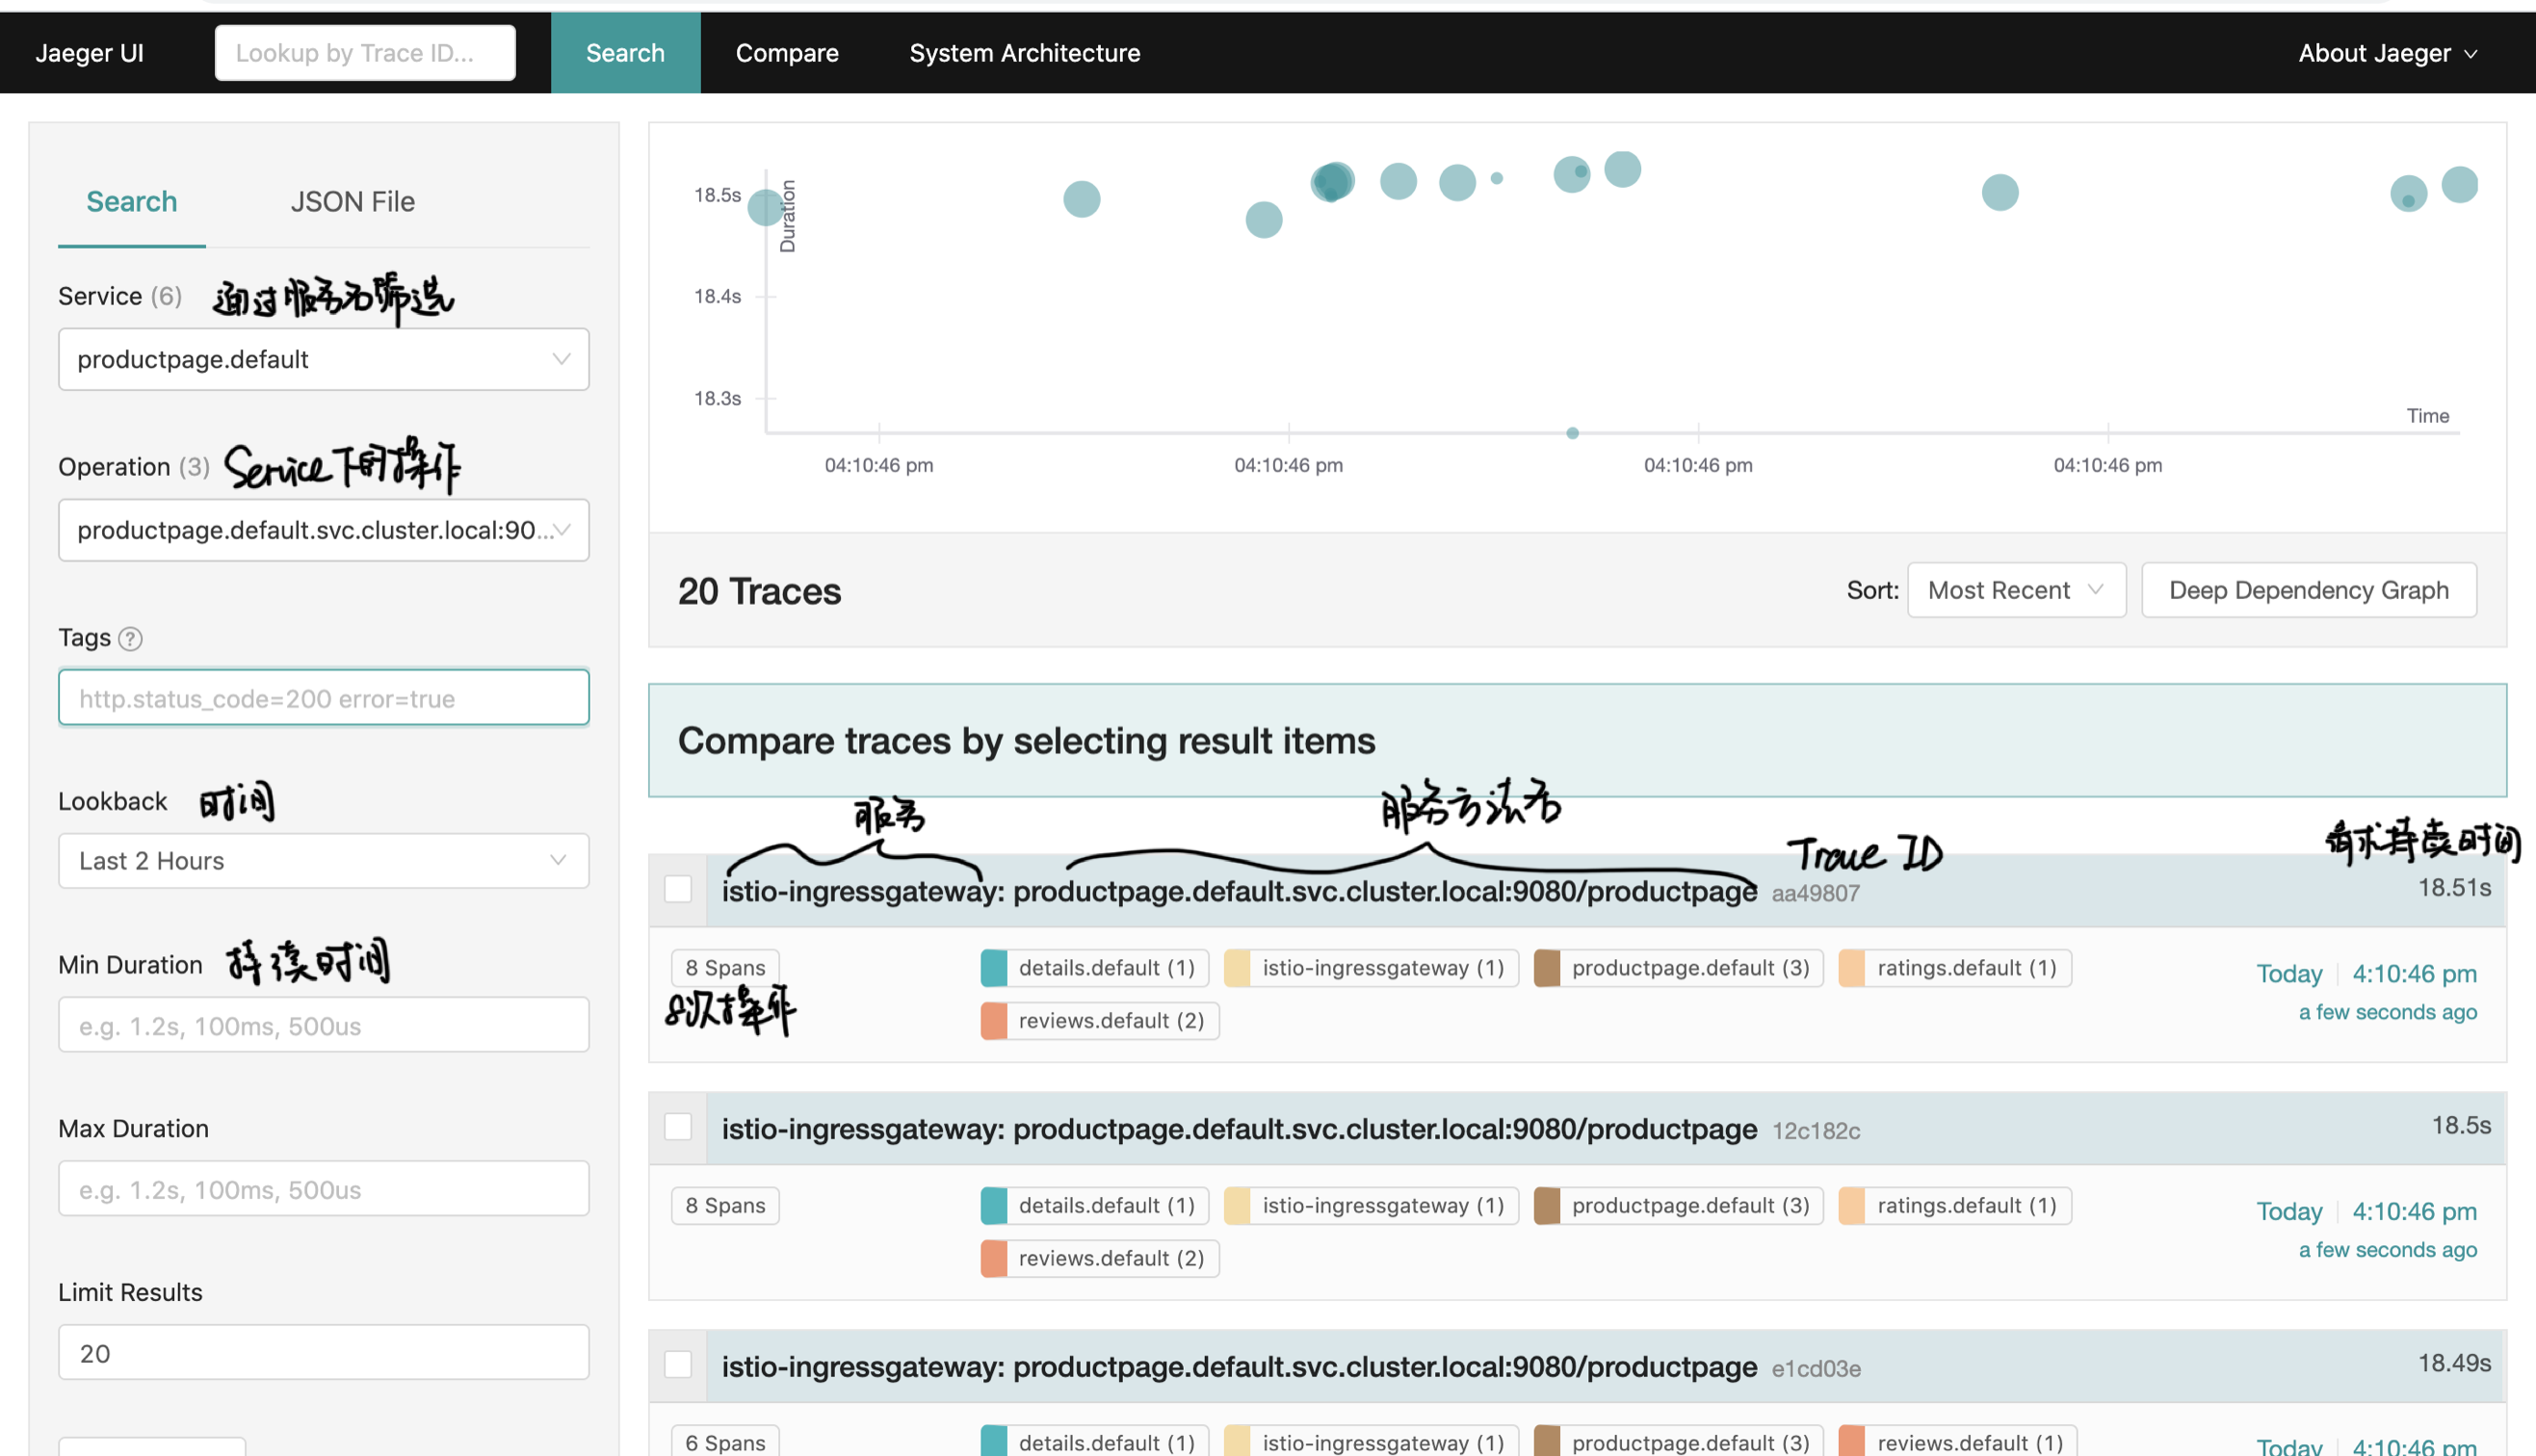 Jaeger UI Lookup by Trace ID... Search Compare System Architecture About Jaeger
Search JSON File
Service (6) 通过服务名筛选
productpage.default
Operation (3) Service下的操作
productpage.default.svc.cluster.local:90...
Tags ?
http.status_code=200 error=true
Lookback 时间
Last 2 Hours
Min Duration 持续时间
e.g. 1.2s, 100ms, 500us
Max Duration
e.g. 1.2s, 100ms, 500us
Limit Results
20
Duration
18.5s
18.4s
18.3s
Time
04:10:46 pm 04:10:46 pm 04:10:46 pm 04:10:46 pm
20 Traces Sort: Most Recent Deep Dependency Graph
Compare traces by selecting result items
服务 服务方法名 Trace ID 请求持续时间
istio-ingressgateway: productpage.default.svc.cluster.local:9080/productpage aa49807 18.51s
8 Spans details.default (1) istio-ingressgateway (1) productpage.default (3) ratings.default (1) Today 4:10:46 pm
8次操作 reviews.default (2) a few seconds ago
istio-ingressgateway: productpage.default.svc.cluster.local:9080/productpage 12c182c 18.5s
8 Spans details.default (1) istio-ingressgateway (1) productpage.default (3) ratings.default (1) Today 4:10:46 pm
reviews.default (2) a few seconds ago
istio-ingressgateway: productpage.default.svc.cluster.local:9080/productpage e1cd03e 18.49s
6 Spans details.default (1) istio-ingressgateway (1) productpage.default (3) reviews.default (1) Today 4:10:46 pm